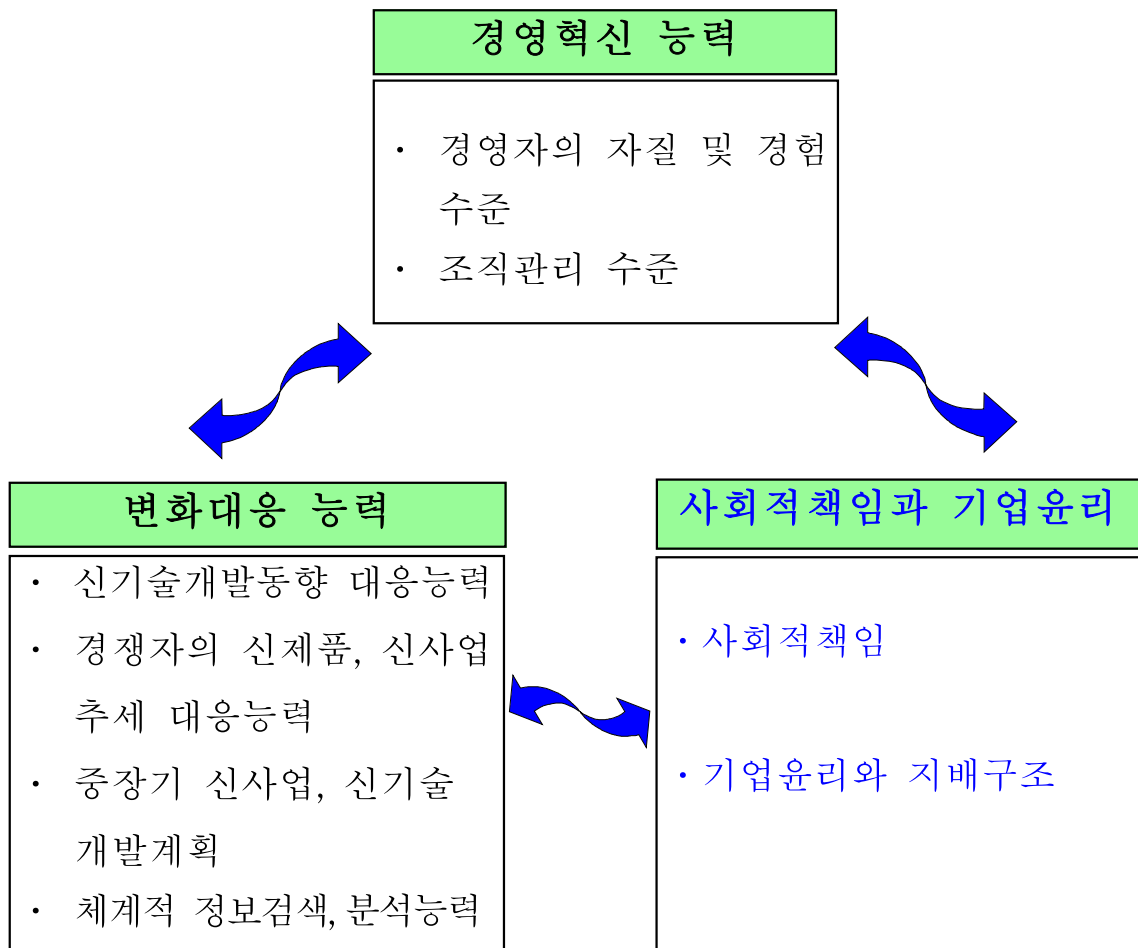 경영혁신 능력
· 경영자의 자질 및 경험
수준
· 조직관리 수준
변화대응 능력
· 신기술개발동향 대응능력
· 경쟁자의 신제품, 신사업
추세 대응능력
· 중장기 신사업, 신기술
개발계획
· 체계적 정보검색, 분석능력
사회적책임과 기업윤리
· 사회적책임
· 기업윤리와 지배구조